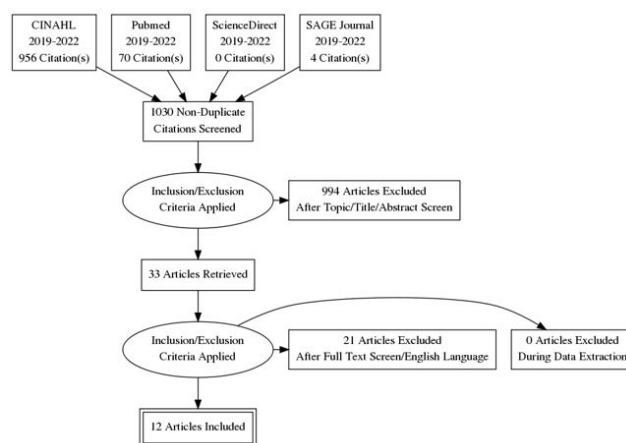 CINAHL
2019-2022
956 Citation(s)
Pubmed
2019-2022
70 Citation(s)
ScienceDirect
2019-2022
0 Citation(s)
SAGE Journal
2019-2022
4 Citation(s)
1030 Non-Duplicate
Citations Screened
Inclusion/Exclusion
Criteria Applied
994 Articles Excluded
After Topic/Title/Abstract Screen
33 Articles Retrieved
Inclusion/Exclusion
Criteria Applied
21 Articles Excluded
After Full Text Screen/English Language
0 Articles Excluded
During Data Extraction
12 Articles Included